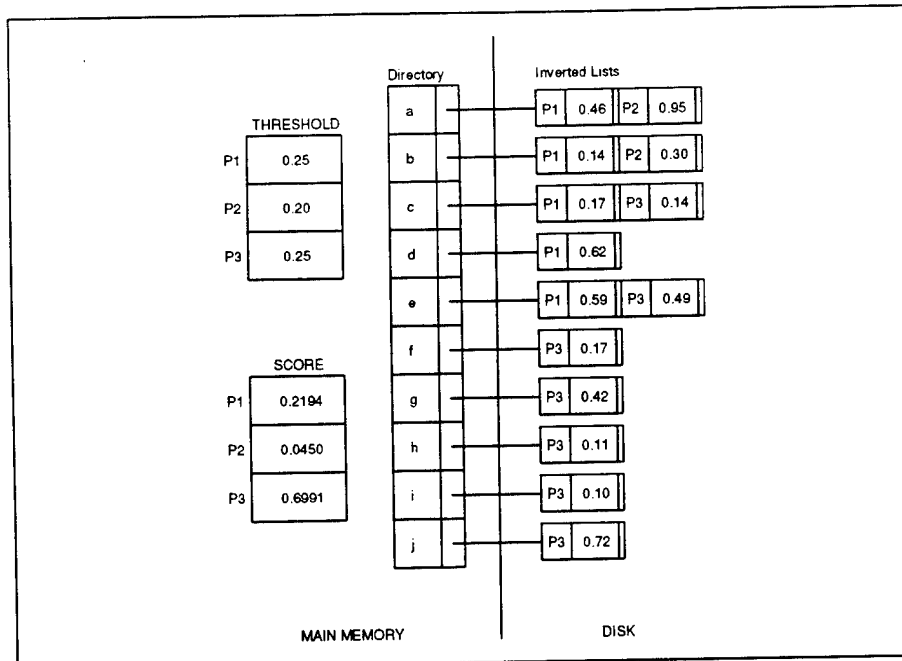 Directory
Inverted Lists
a
P1 0.46 P2 0.95
THRESHOLD
b
P1 0.14 P2 0.30
P1 0.25
c
P1 0.17 P3 0.14
P2 0.20
d
P1 0.62
P3 0.25
e
P1 0.59 P3 0.49
f
P3 0.17
SCORE
g
P3 0.42
P1 0.2194
h
P3 0.11
P2 0.0450
i
P3 0.10
P3 0.6991
j
P3 0.72
MAIN MEMORY
DISK